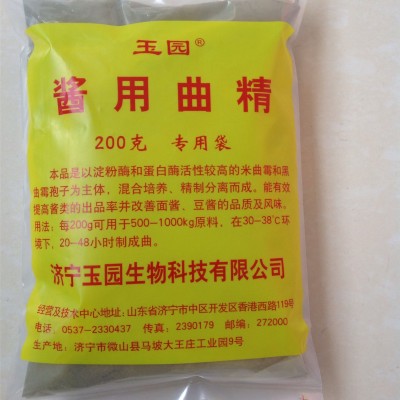 玉园®
酱用曲精
200克 专用袋
本品是以淀粉酶和蛋白酶活性较高的米曲霉和黑
曲霉孢子为主体，混合培养、精制分离而成。能有效
提高酱类的出品率并改善面酱、豆酱的品质及风味。
用法：每200g可用于500-1000kg原料，在30-38℃环
境下，20-48小时制成曲。
济宁玉园生物科技有限公司
经营及技术中心地址：山东省济宁市中区开发区香港西路119号
电话：0537-2330437 传真：2390179 邮编：272000
生产地：济宁市微山县马坡大王庄工业园9号